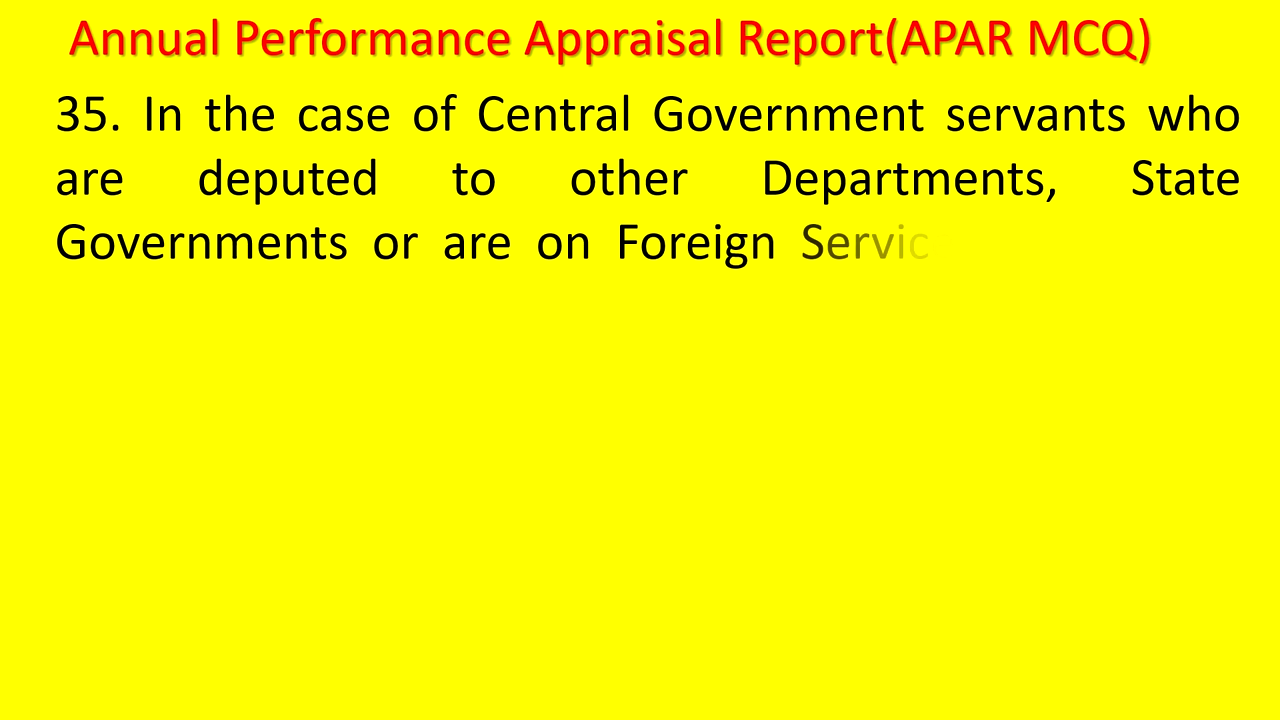 Annual Performance Appraisal Report(APAR MCQ)
35. In the case of Central Government servants who
are deputed to other Departments, State
Governments or are on Foreign Servic